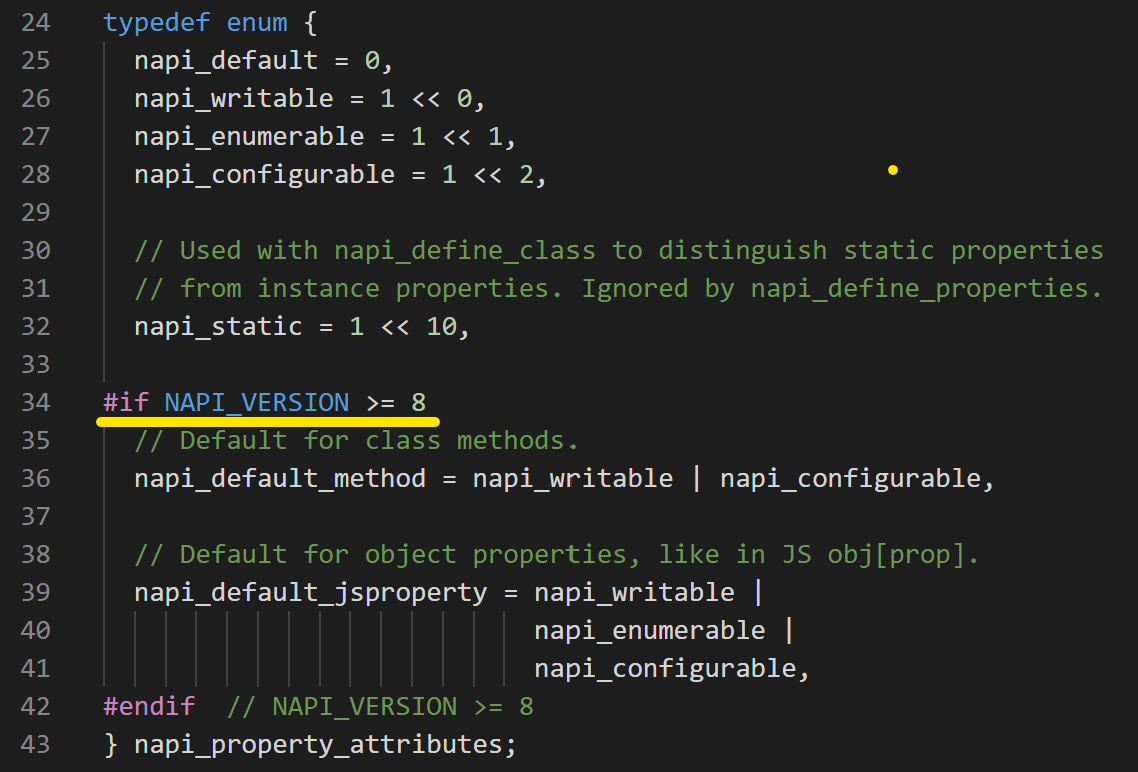 24 typedef enum {
25 napi_default = 0,
26 napi_writable = 1 << 0,
27 napi_enumerable = 1 << 1,
28 napi_configurable = 1 << 2,
29
30 // Used with napi_define_class to distinguish static properties
31 // from instance properties. Ignored by napi_define_properties.
32 napi_static = 1 << 10,
33
34 #if NAPI_VERSION >= 8
35 // Default for class methods.
36 napi_default_method = napi_writable | napi_configurable,
37
38 // Default for object properties, like in JS obj[prop].
39 napi_default_jsproperty = napi_writable |
40 napi_enumerable |
41 napi_configurable,
42 #endif // NAPI_VERSION >= 8
43 } napi_property_attributes;